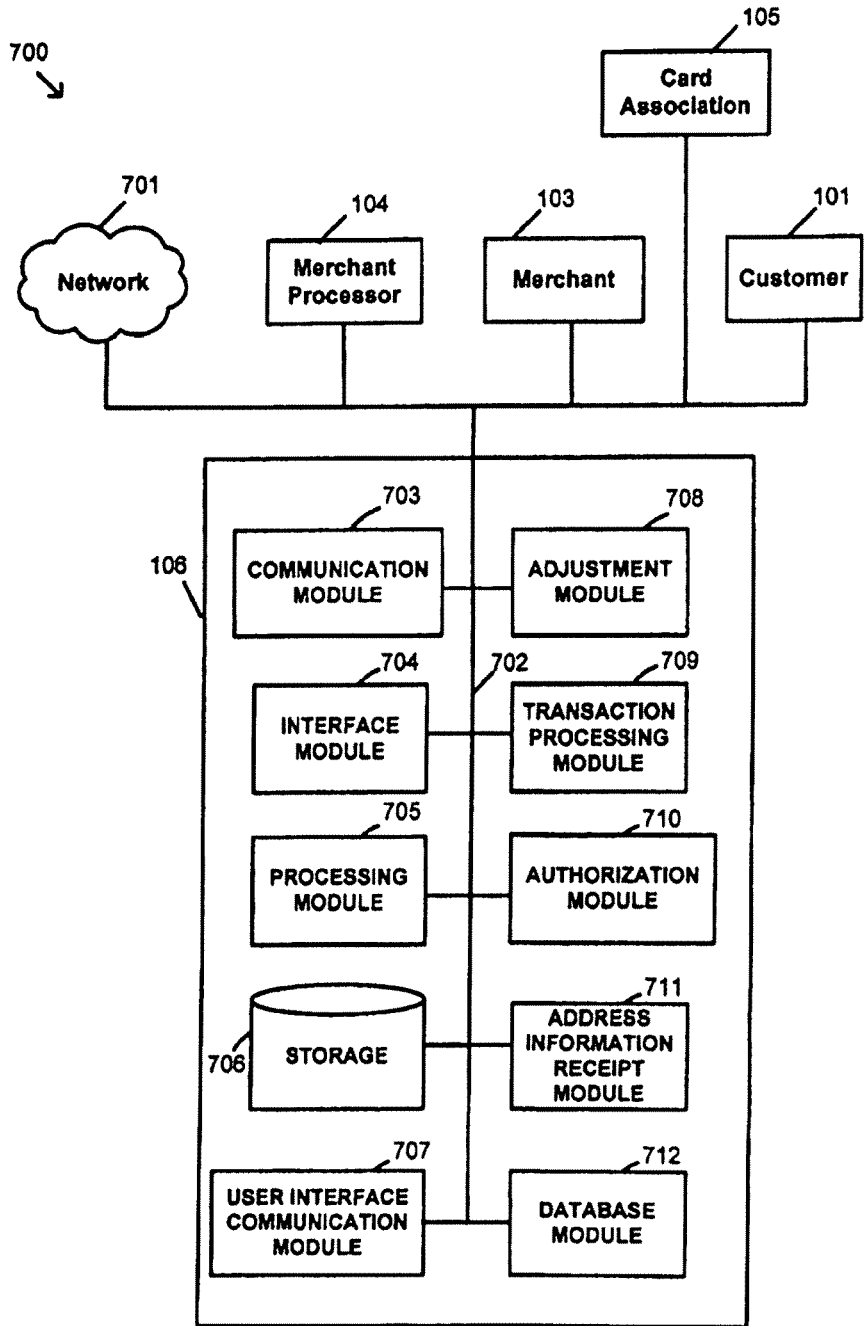 700
105
Card
Association
701
Network
104
Merchant
Processor
103
Merchant
101
Customer
106
703
COMMUNICATION
MODULE
708
ADJUSTMENT
MODULE
702
704
INTERFACE
MODULE
709
TRANSACTION
PROCESSING
MODULE
705
PROCESSING
MODULE
710
AUTHORIZATION
MODULE
706
STORAGE
711
ADDRESS
INFORMATION
RECEIPT
MODULE
707
USER INTERFACE
COMMUNICATION
MODULE
712
DATABASE
MODULE